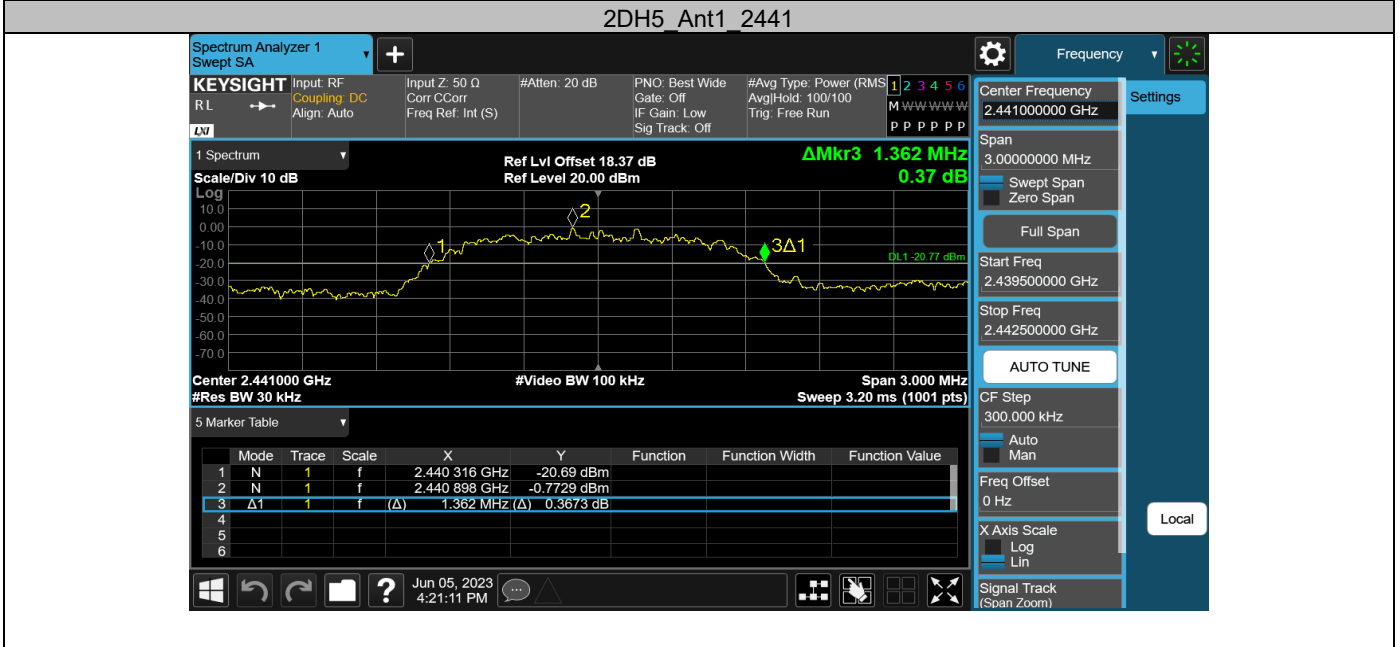 2DH5_Ant1_2441
Spectrum Analyzer 1
Swept SA
Frequency
KEYSIGHT
RL
LXI
Input: RF
Coupling: DC
Align: Auto
Input Z: 50 Ω
Corr CCorr
Freq Ref: Int (S)
#Atten: 20 dB
PNO: Best Wide
Gate: Off
IF Gain: Low
Sig Track: Off
#Avg Type: Power (RMS
Avg|Hold: 100/100
Trig: Free Run
1 2 3 4 5 6
M W W W W W
P P P P P P
1 Spectrum
Scale/Div 10 dB
Ref Lvl Offset 18.37 dB
Ref Level 20.00 dBm
ΔMkr3 1.362 MHz
0.37 dB
Log
10.0
0.00
-10.0
-20.0
-30.0
-40.0
-50.0
-60.0
-70.0
1
2
3Δ1
DL1 -20.77 dBm
Center 2.441000 GHz
#Video BW 100 kHz
Span 3.000 MHz
#Res BW 30 kHz
Sweep 3.20 ms (1001 pts)
5 Marker Table
Mode Trace Scale X Y Function Function Width Function Value
1 N 1 f 2.440 316 GHz -20.69 dBm
2 N 1 f 2.440 898 GHz -0.7729 dBm
3 Δ1 1 f (Δ) 1.362 MHz (Δ) 0.3673 dB
4
5
6
?
Jun 05, 2023
4:21:11 PM
Center Frequency
2.441000000 GHz
Settings
Span
3.00000000 MHz
Swept Span
Zero Span
Full Span
Start Freq
2.439500000 GHz
Stop Freq
2.442500000 GHz
AUTO TUNE
CF Step
300.000 kHz
Auto
Man
Freq Offset
0 Hz
Local
X Axis Scale
Log
Lin
Signal Track
(Span Zoom)